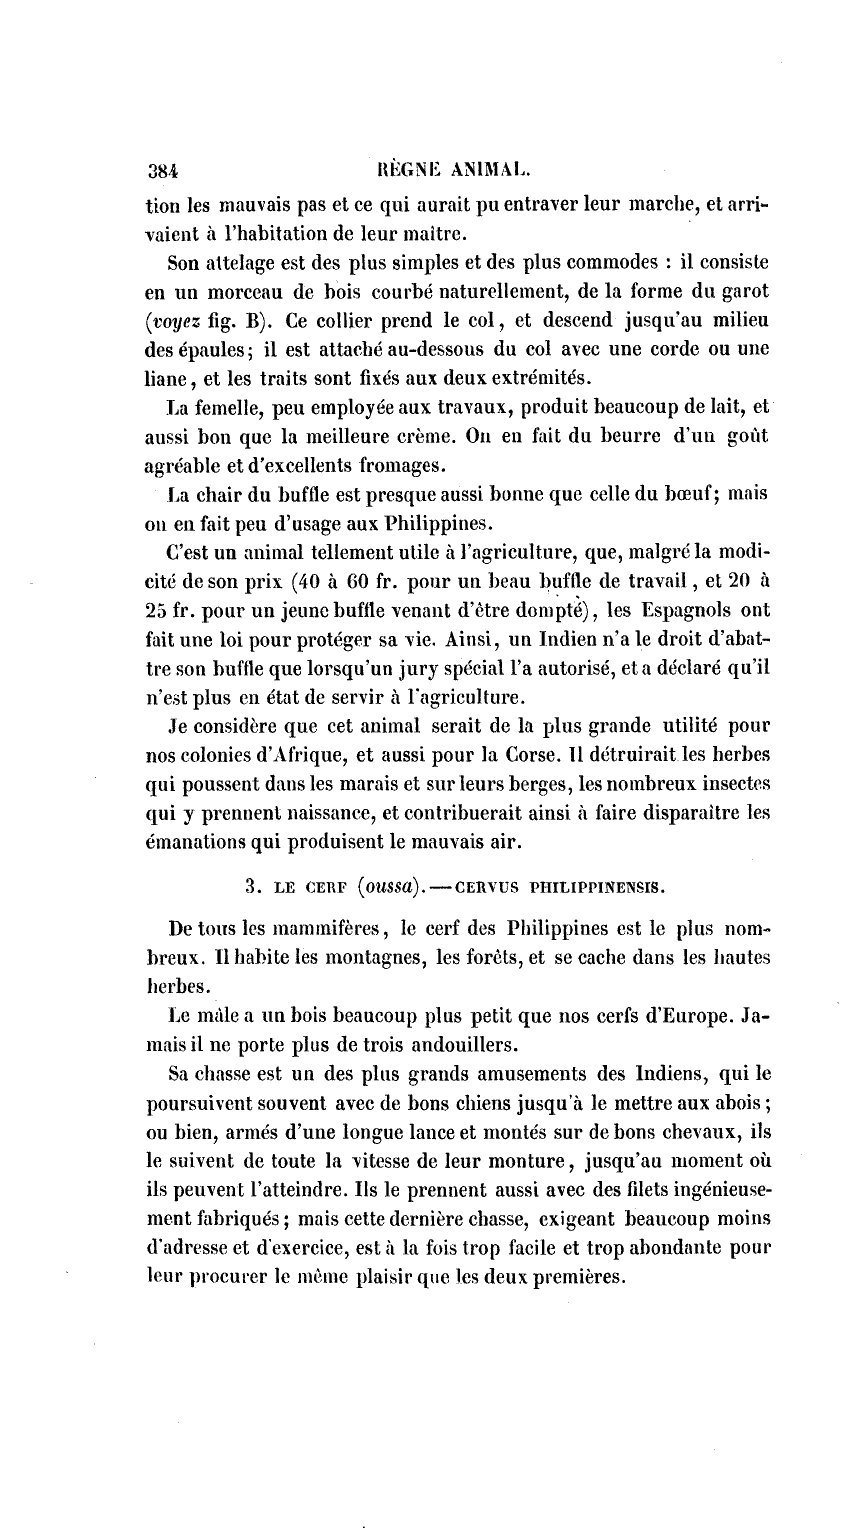 384 RÈGNE ANIMAL.
tion les mauvais pas et ce qui aurait pu entraver leur marche, et arri-
vaient à l'habitation de leur maître.
Son attelage est des plus simples et des plus commodes : il consiste
en un morceau de bois courbé naturellement, de la forme du garot
(voyez fig. B). Ce collier prend le col, et descend jusqu'au milieu
des épaules; il est attaché au-dessous du col avec une corde ou une
liane, et les traits sont fixés aux deux extrémités.
La femelle, peu employée aux travaux, produit beaucoup de lait, et
aussi bon que la meilleure crème. On en fait du beurre d'un goût
agréable et d'excellents fromages.
La chair du buffle est presque aussi bonne que celle du bœuf; mais
on en fait peu d'usage aux Philippines.
C'est un animal tellement utile à l'agriculture, que, malgré la modi-
cité de son prix (40 à 60 fr. pour un beau buffle de travail, et 20 à
25 fr. pour un jeune buffle venant d'être dompté), les Espagnols ont
fait une loi pour protéger sa vie. Ainsi, un Indien n'a le droit d'abat-
tre son buffle que lorsqu'un jury spécial l'a autorisé, et a déclaré qu'il
n'est plus en état de servir à l'agriculture.
Je considère que cet animal serait de la plus grande utilité pour
nos colonies d'Afrique, et aussi pour la Corse. Il détruirait les herbes
qui poussent dans les marais et sur leurs berges, les nombreux insectes
qui y prennent naissance, et contribuerait ainsi à faire disparaître les
émanations qui produisent le mauvais air.
3. LE CERF (oussa).—CERVUS PHILIPPINENSIS.
De tous les mammifères, le cerf des Philippines est le plus nom-
breux. Il habite les montagnes, les forêts, et se cache dans les hautes
herbes.
Le mâle a un bois beaucoup plus petit que nos cerfs d'Europe. Ja-
mais il ne porte plus de trois andouillers.
Sa chasse est un des plus grands amusements des Indiens, qui le
poursuivent souvent avec de bons chiens jusqu'à le mettre aux abois;
ou bien, armés d'une longue lance et montés sur de bons chevaux, ils
le suivent de toute la vitesse de leur monture, jusqu'au moment où
ils peuvent l'atteindre. Ils le prennent aussi avec des filets ingénieuse-
ment fabriqués; mais cette dernière chasse, exigeant beaucoup moins
d'adresse et d'exercice, est à la fois trop facile et trop abondante pour
leur procurer le même plaisir que les deux premières.